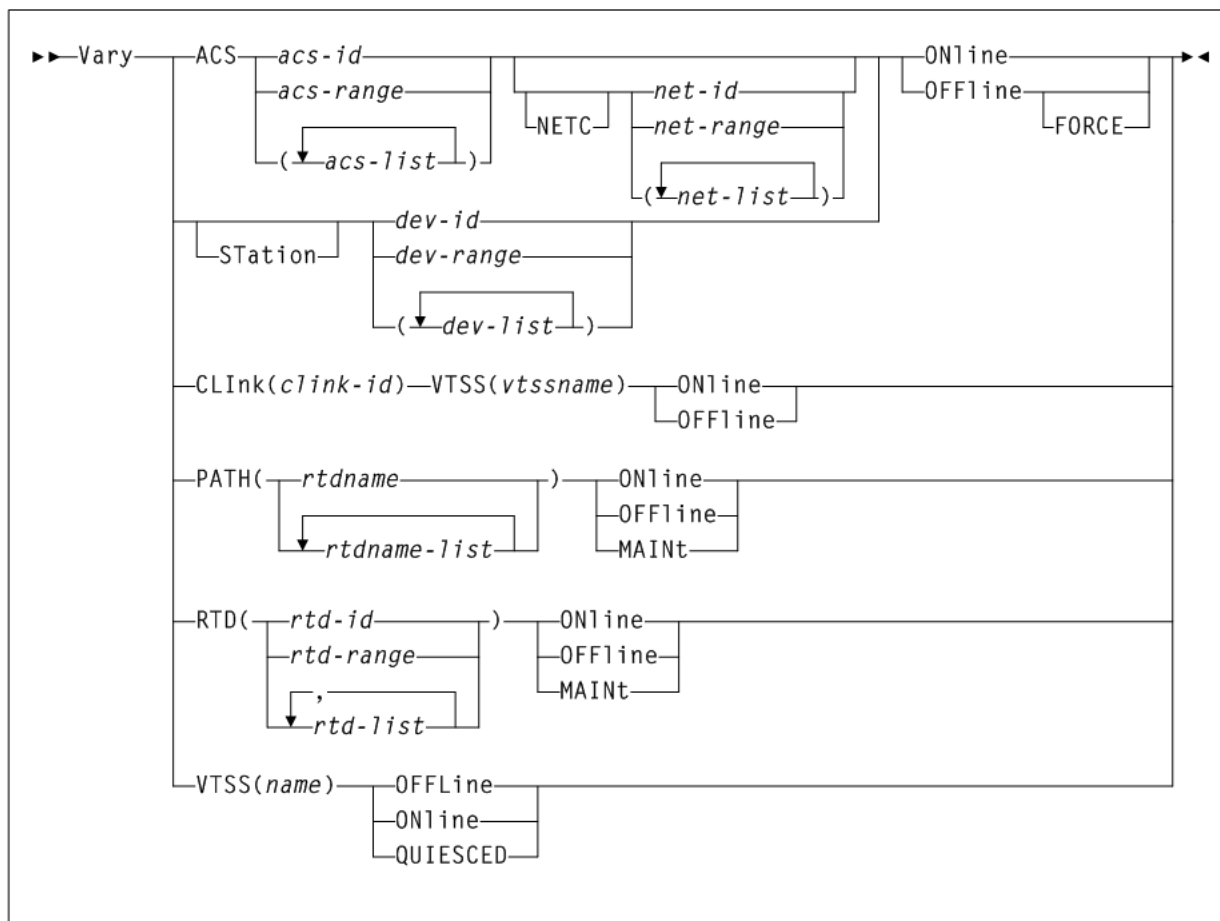 ►►Vary ACS acs-id ONline ►◄
acs-range NETC net-id OFFline
(acs-list) net-range FORCE
(net-list)
STation dev-id
dev-range
(dev-list)
CLInk(clink-id) VTSS(vtssname) ONline
OFFline
PATH( rtdname ) ONline
rtdname-list OFFline
MAINt
RTD( rtd-id ) ONline
rtd-range OFFline
, MAINt
rtd-list
VTSS(name) OFFLine
ONline
QUIESCED